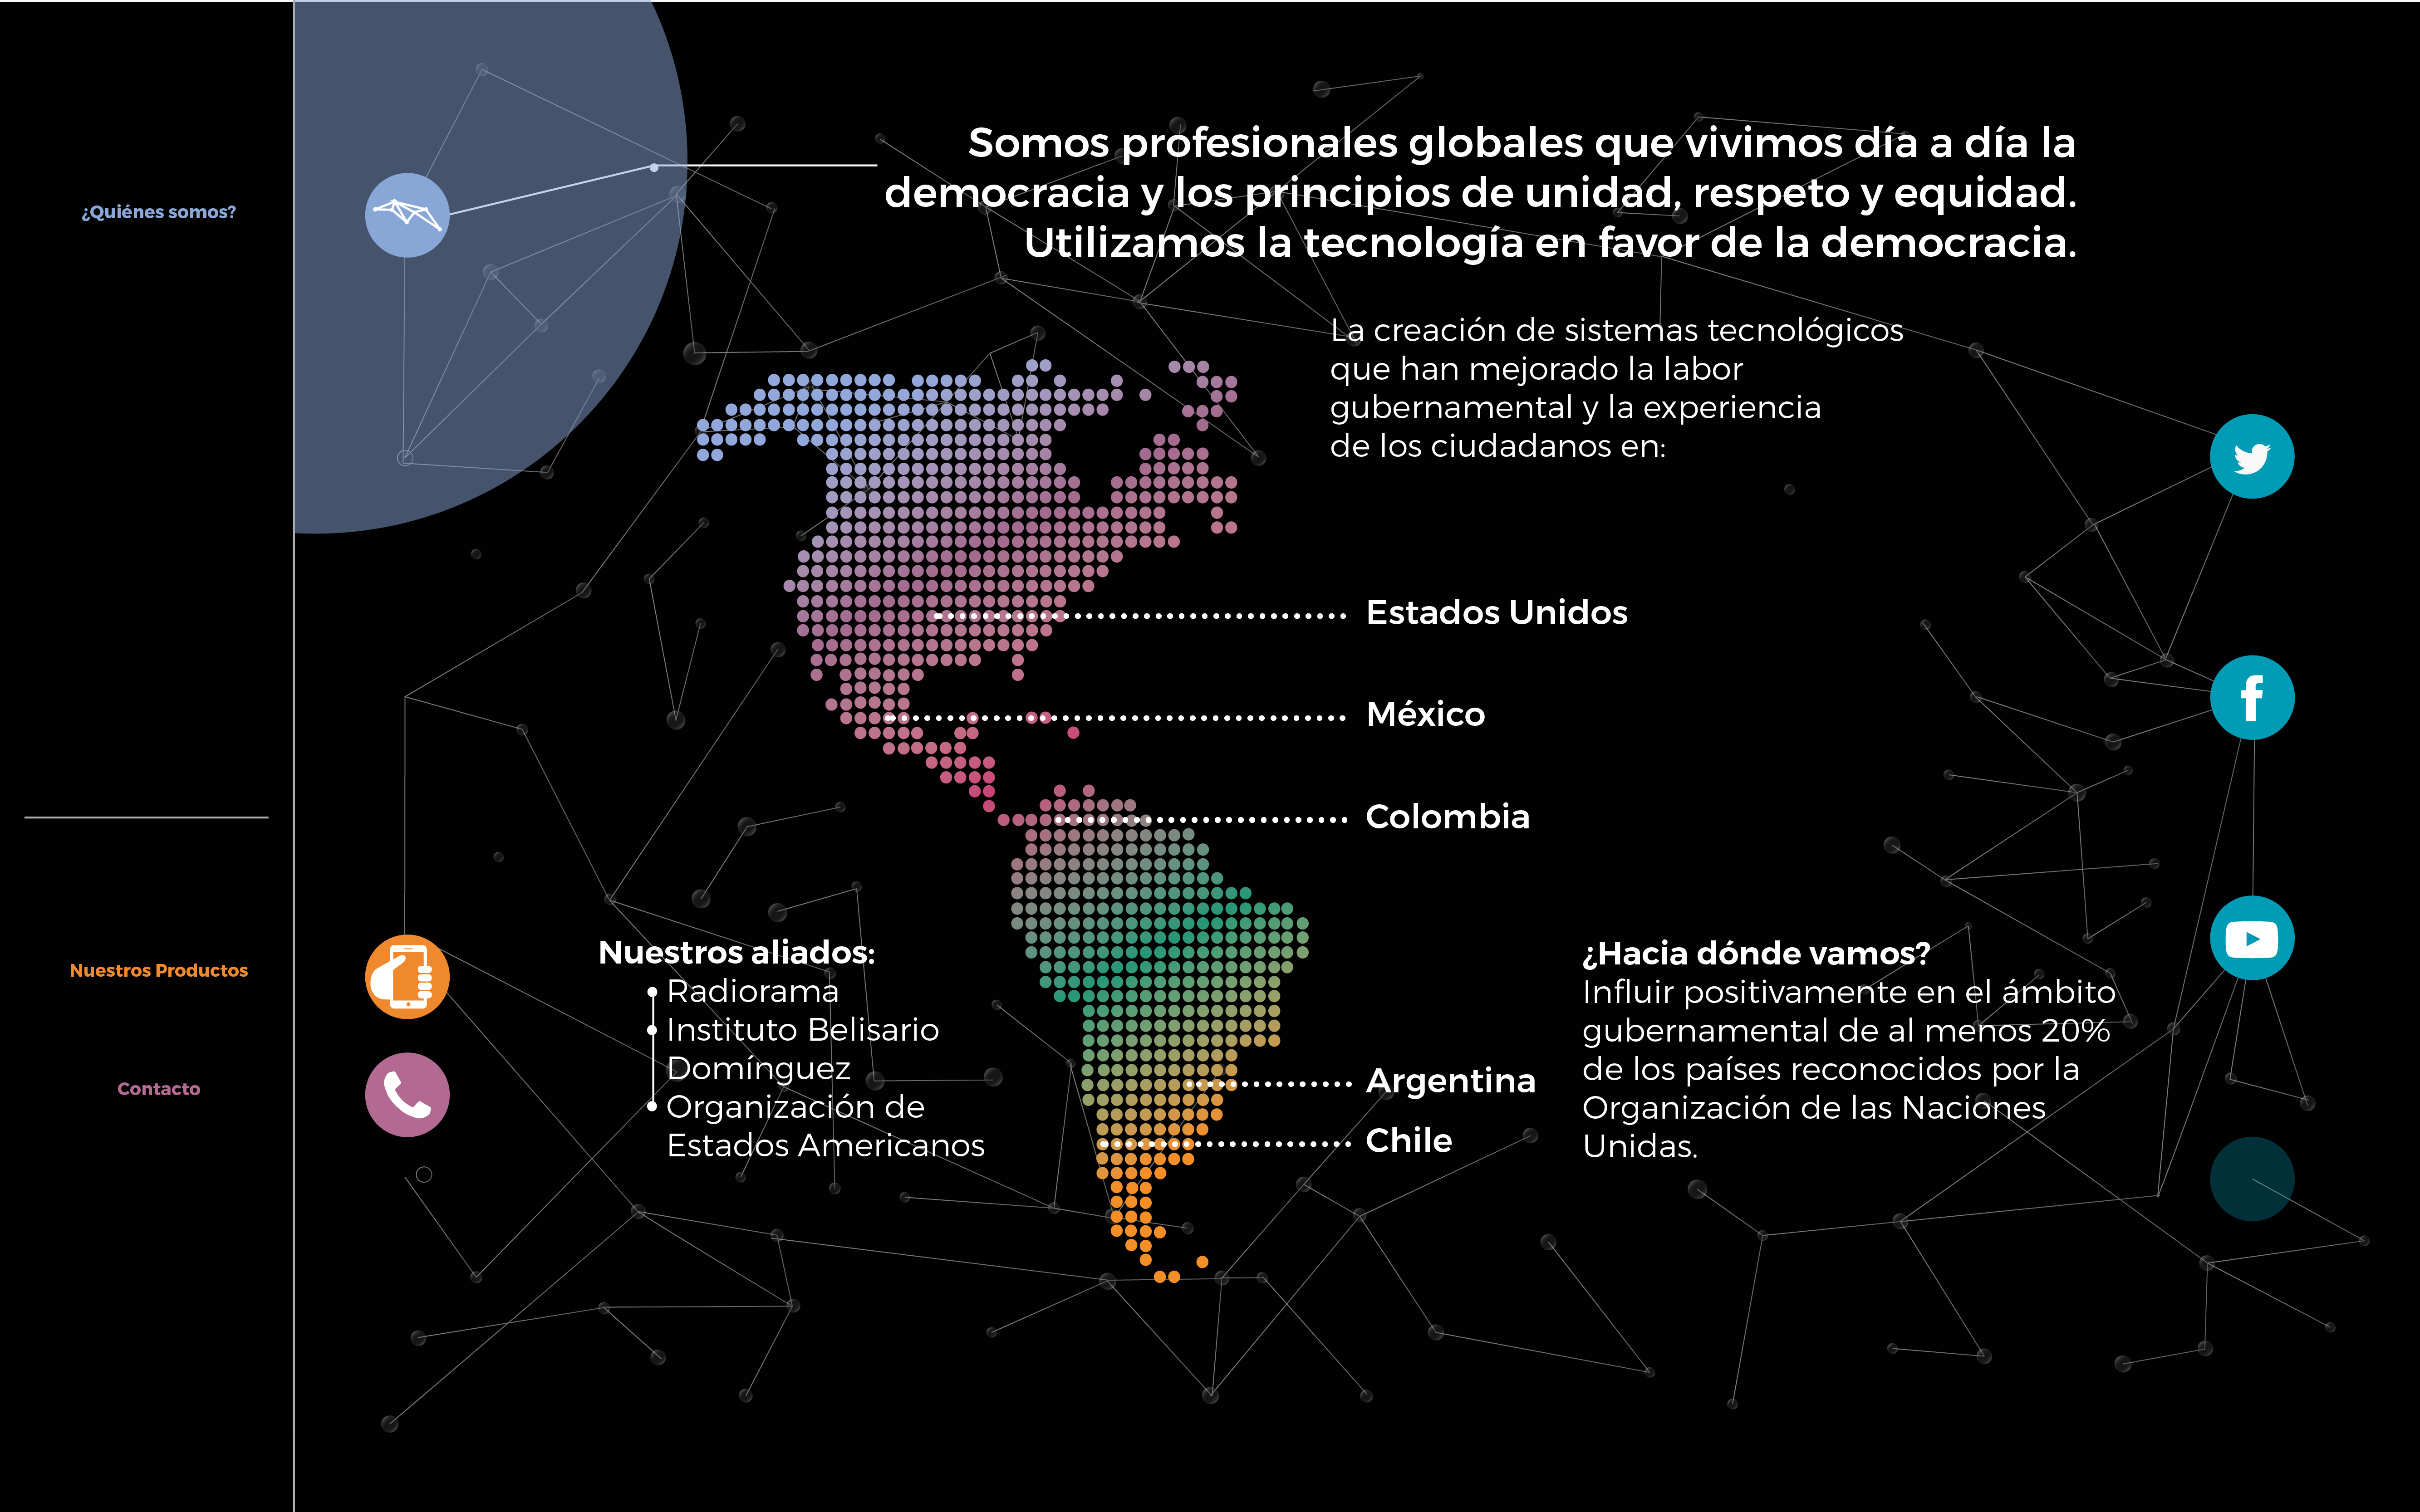 ¿Quiénes somos?
Nuestros Productos
Contacto
Somos profesionales globales que vivimos día a día la
democracia y los principios de unidad, respeto y equidad.
Utilizamos la tecnología en favor de la democracia.
La creación de sistemas tecnológicos
que han mejorado la labor
gubernamental y la experiencia
de los ciudadanos en:
Estados Unidos
México
Colombia
Argentina
Chile
Nuestros aliados:
Radiorama
Instituto Belisario
Domínguez
Organización de
Estados Americanos
¿Hacia dónde vamos?
Influir positivamente en el ámbito
gubernamental de al menos 20%
de los países reconocidos por la
Organización de las Naciones
Unidas.